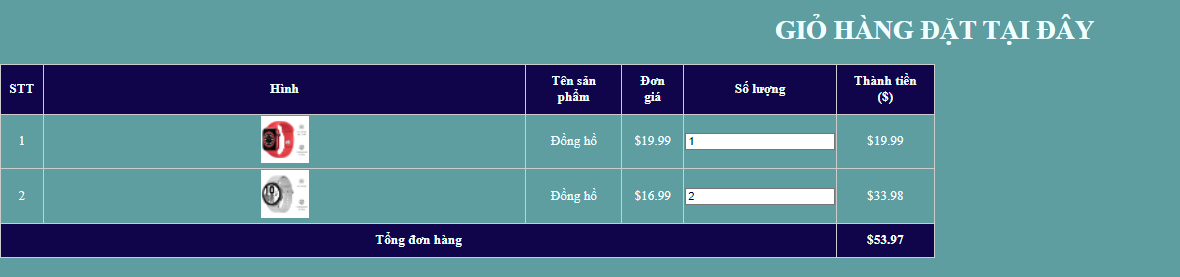 GIỎ HÀNG ĐẶT TẠI ĐÂY
STT Hình Tên sản phẩm Đơn giá Số lượng Thành tiền ($)
1 Đồng hồ $19.99 1 $19.99
2 Đồng hồ $16.99 2 $33.98
Tổng đơn hàng $53.97